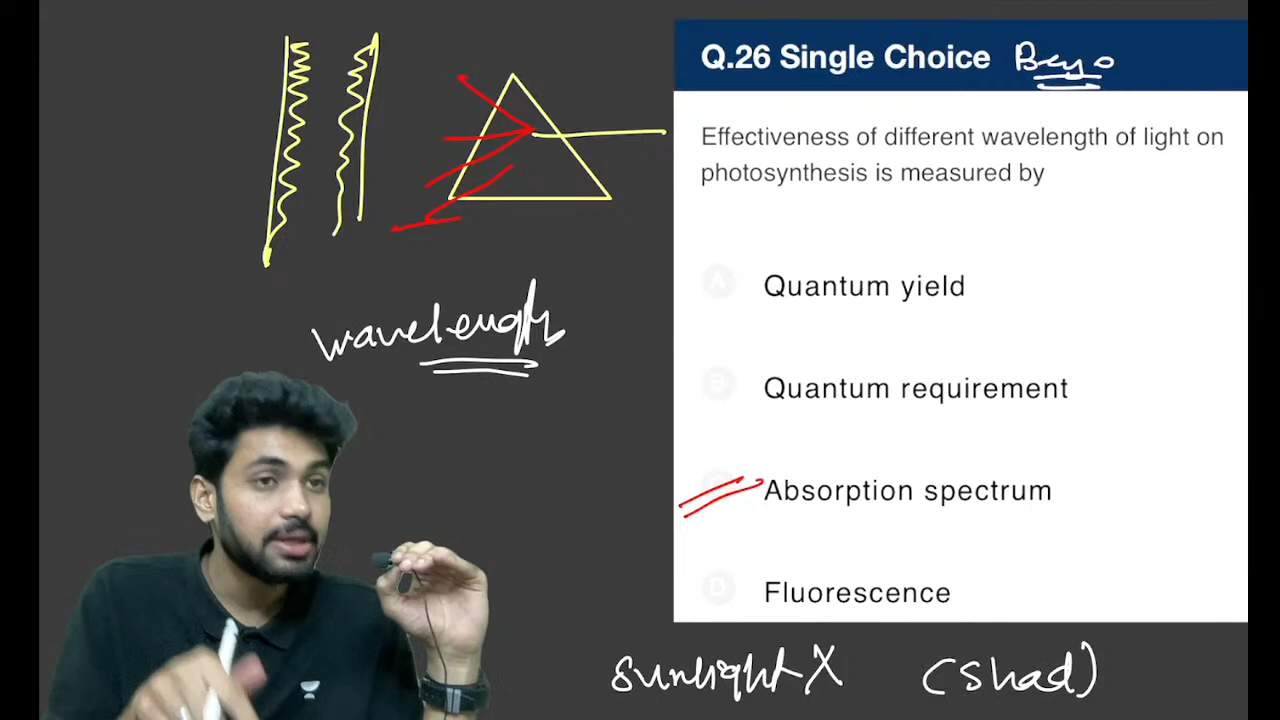 Q.26 Single Choice
Effectiveness of different wavelength of light on
photosynthesis is measured by
A Quantum yield
B Quantum requirement
Absorption spectrum
D Fluorescence
wavelength
sunlight X (shad)